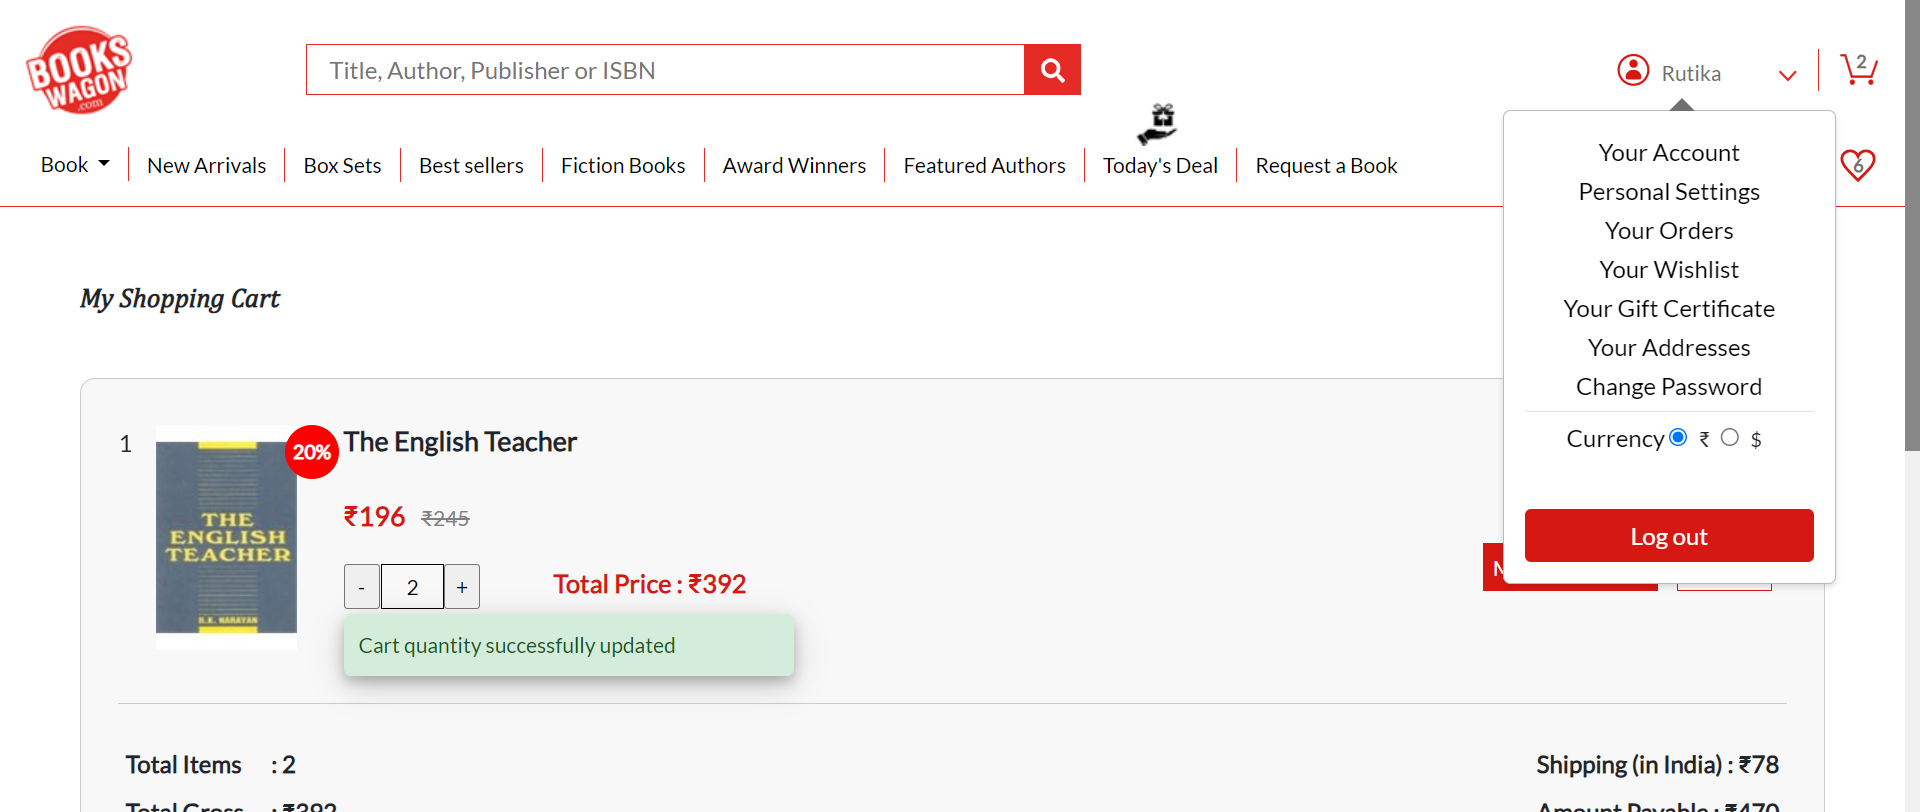 BOOKS
WAGON
.com
Title, Author, Publisher or ISBN
Rutika
2
Book
New Arrivals
Box Sets
Best sellers
Fiction Books
Award Winners
Featured Authors
Today's Deal
Request a Book
6
Your Account
Personal Settings
Your Orders
Your Wishlist
Your Gift Certificate
Your Addresses
Change Password
Currency ₹ $
Log out
My Shopping Cart
1
20%
THE
ENGLISH
TEACHER
R.K. NARAYAN
The English Teacher
₹196 ₹245
- 2 +
Total Price : ₹392
Cart quantity successfully updated
Total Items : 2
Shipping (in India) : ₹78
Total Gross : ₹392
Amount Payable : ₹470